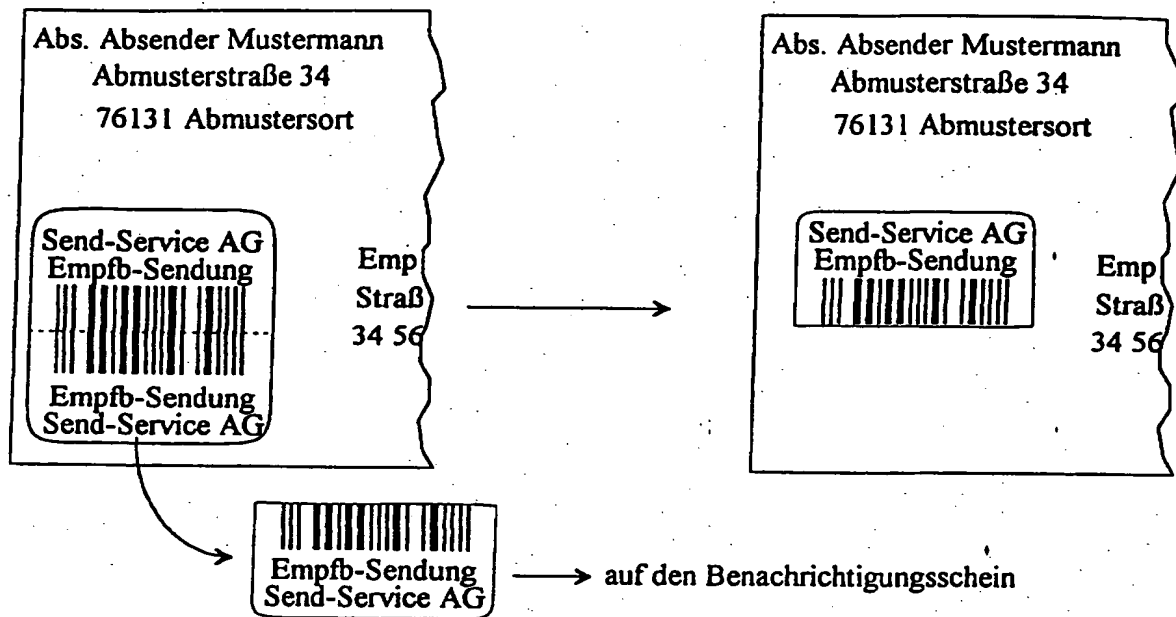 Abs. Absender Mustermann
Abmusterstraße 34
76131 Abmustersort
Send-Service AG
Empfb-Sendung
Empfb-Sendung
Send-Service AG
Emp
Straß
34 56
Abs. Absender Mustermann
Abmusterstraße 34
76131 Abmustersort
Send-Service AG
Empfb-Sendung
Emp
Straß
34 56
Empfb-Sendung
Send-Service AG
auf den Benachrichtigungsschein